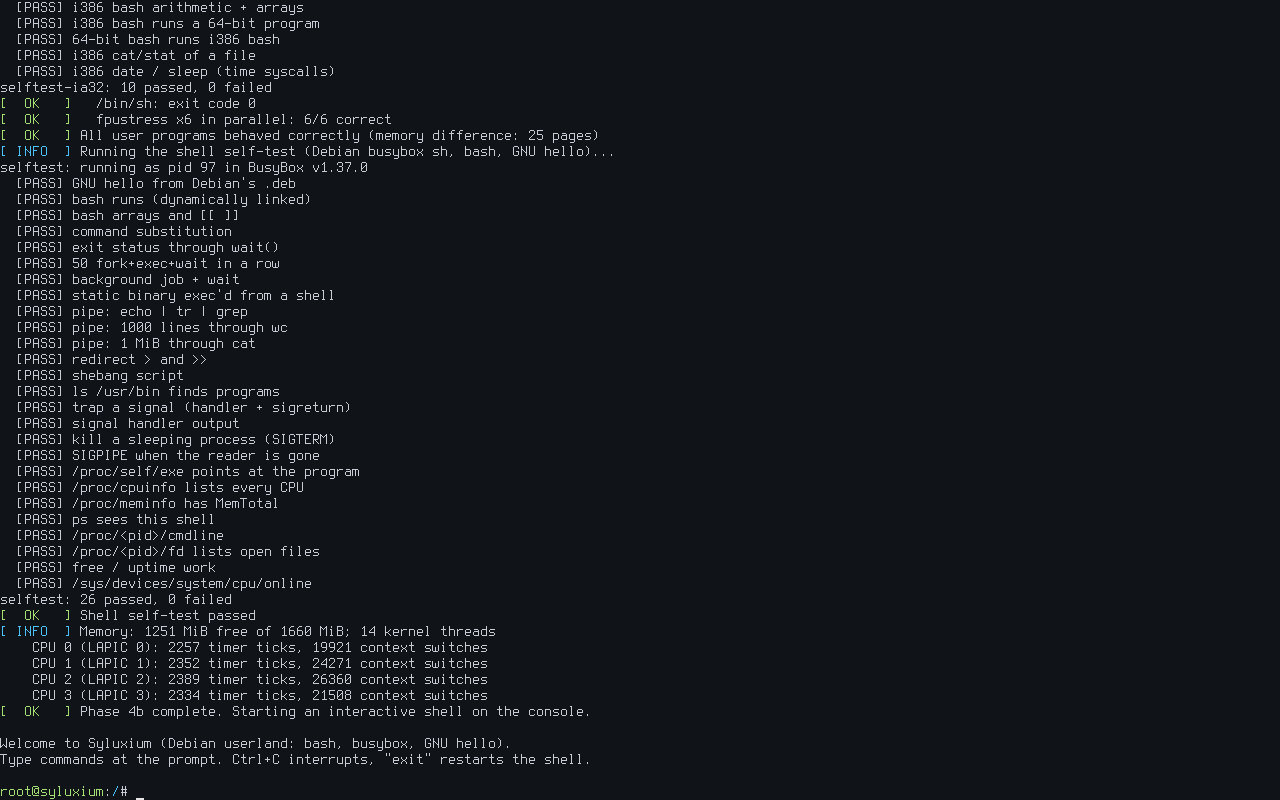 [PASS] i386 bash arithmetic + arrays
[PASS] i386 bash runs a 64-bit program
[PASS] 64-bit bash runs i386 bash
[PASS] i386 cat/stat of a file
[PASS] i386 date / sleep (time syscalls)
selftest-ia32: 10 passed, 0 failed
[  OK   ]   /bin/sh: exit code 0
[  OK   ]   fpustress x6 in parallel: 6/6 correct
[  OK   ] All user programs behaved correctly (memory difference: 25 pages)
[ INFO  ] Running the shell self-test (Debian busybox sh, bash, GNU hello)...
selftest: running as pid 97 in BusyBox v1.37.0
[PASS] GNU hello from Debian's .deb
[PASS] bash runs (dynamically linked)
[PASS] bash arrays and [[ ]]
[PASS] command substitution
[PASS] exit status through wait()
[PASS] 50 fork+exec+wait in a row
[PASS] background job + wait
[PASS] static binary exec'd from a shell
[PASS] pipe: echo | tr | grep
[PASS] pipe: 1000 lines through wc
[PASS] pipe: 1 MiB through cat
[PASS] redirect > and >>
[PASS] shebang script
[PASS] ls /usr/bin finds programs
[PASS] trap a signal (handler + sigreturn)
[PASS] signal handler output
[PASS] kill a sleeping process (SIGTERM)
[PASS] SIGPIPE when the reader is gone
[PASS] /proc/self/exe points at the program
[PASS] /proc/cpuinfo lists every CPU
[PASS] /proc/meminfo has MemTotal
[PASS] ps sees this shell
[PASS] /proc/<pid>/cmdline
[PASS] /proc/<pid>/fd lists open files
[PASS] free / uptime work
[PASS] /sys/devices/system/cpu/online
selftest: 26 passed, 0 failed
[  OK   ] Shell self-test passed
[ INFO  ] Memory: 1251 MiB free of 1660 MiB; 14 kernel threads
CPU 0 (LAPIC 0): 2257 timer ticks, 19921 context switches
CPU 1 (LAPIC 1): 2352 timer ticks, 24271 context switches
CPU 2 (LAPIC 2): 2389 timer ticks, 26360 context switches
CPU 3 (LAPIC 3): 2334 timer ticks, 21508 context switches
[  OK   ] Phase 4b complete. Starting an interactive shell on the console.
Welcome to Syluxium (Debian userland: bash, busybox, GNU hello).
Type commands at the prompt. Ctrl+C interrupts, "exit" restarts the shell.
root@syluxium:/# _